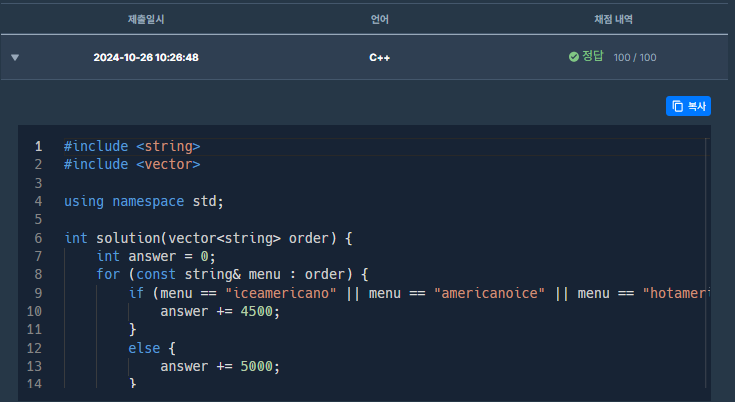 제출일시 언어 채점 내역
▼ 2024-10-26 10:26:48 C++ 정답 100 / 100
복사
1 #include <string>
2 #include <vector>
3
4 using namespace std;
5
6 int solution(vector<string> order) {
7     int answer = 0;
8     for (const string& menu : order) {
9         if (menu == "iceamericano" || menu == "americanoice" || menu == "hotameri
10             answer += 4500;
11         }
12         else {
13             answer += 5000;
14         }